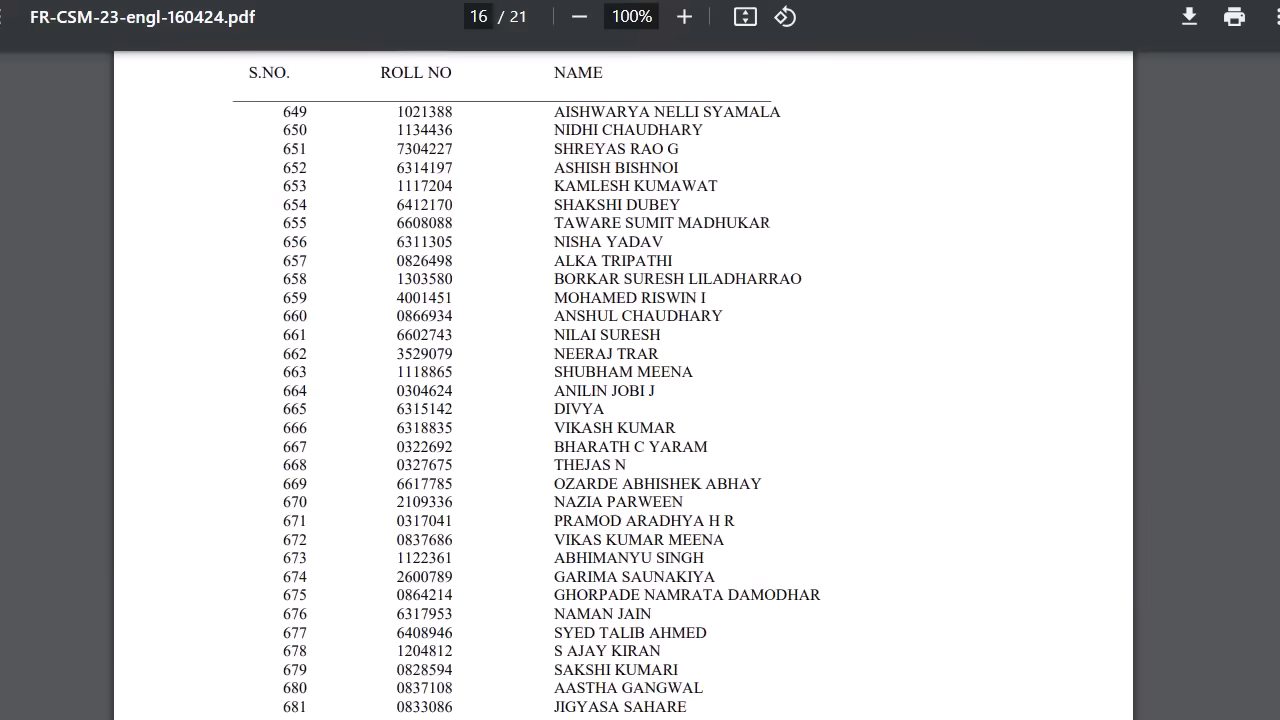 FR-CSM-23-engl-160424.pdf 16 / 21 100%
S.NO. ROLL NO NAME
649 1021388 AISHWARYA NELLI SYAMALA
650 1134436 NIDHI CHAUDHARY
651 7304227 SHREYAS RAO G
652 6314197 ASHISH BISHNOI
653 1117204 KAMLESH KUMAWAT
654 6412170 SHAKSHI DUBEY
655 6608088 TAWARE SUMIT MADHUKAR
656 6311305 NISHA YADAV
657 0826498 ALKA TRIPATHI
658 1303580 BORKAR SURESH LILADHARRAO
659 4001451 MOHAMED RISWIN I
660 0866934 ANSHUL CHAUDHARY
661 6602743 NILAI SURESH
662 3529079 NEERAJ TRAR
663 1118865 SHUBHAM MEENA
664 0304624 ANILIN JOBI J
665 6315142 DIVYA
666 6318835 VIKASH KUMAR
667 0322692 BHARATH C YARAM
668 0327675 THEJAS N
669 6617785 OZARDE ABHISHEK ABHAY
670 2109336 NAZIA PARWEEN
671 0317041 PRAMOD ARADHYA H R
672 0837686 VIKAS KUMAR MEENA
673 1122361 ABHIMANYU SINGH
674 2600789 GARIMA SAUNAKIYA
675 0864214 GHORPADE NAMRATA DAMODHAR
676 6317953 NAMAN JAIN
677 6408946 SYED TALIB AHMED
678 1204812 S AJAY KIRAN
679 0828594 SAKSHI KUMARI
680 0837108 AASTHA GANGWAL
681 0833086 JIGYASA SAHARE